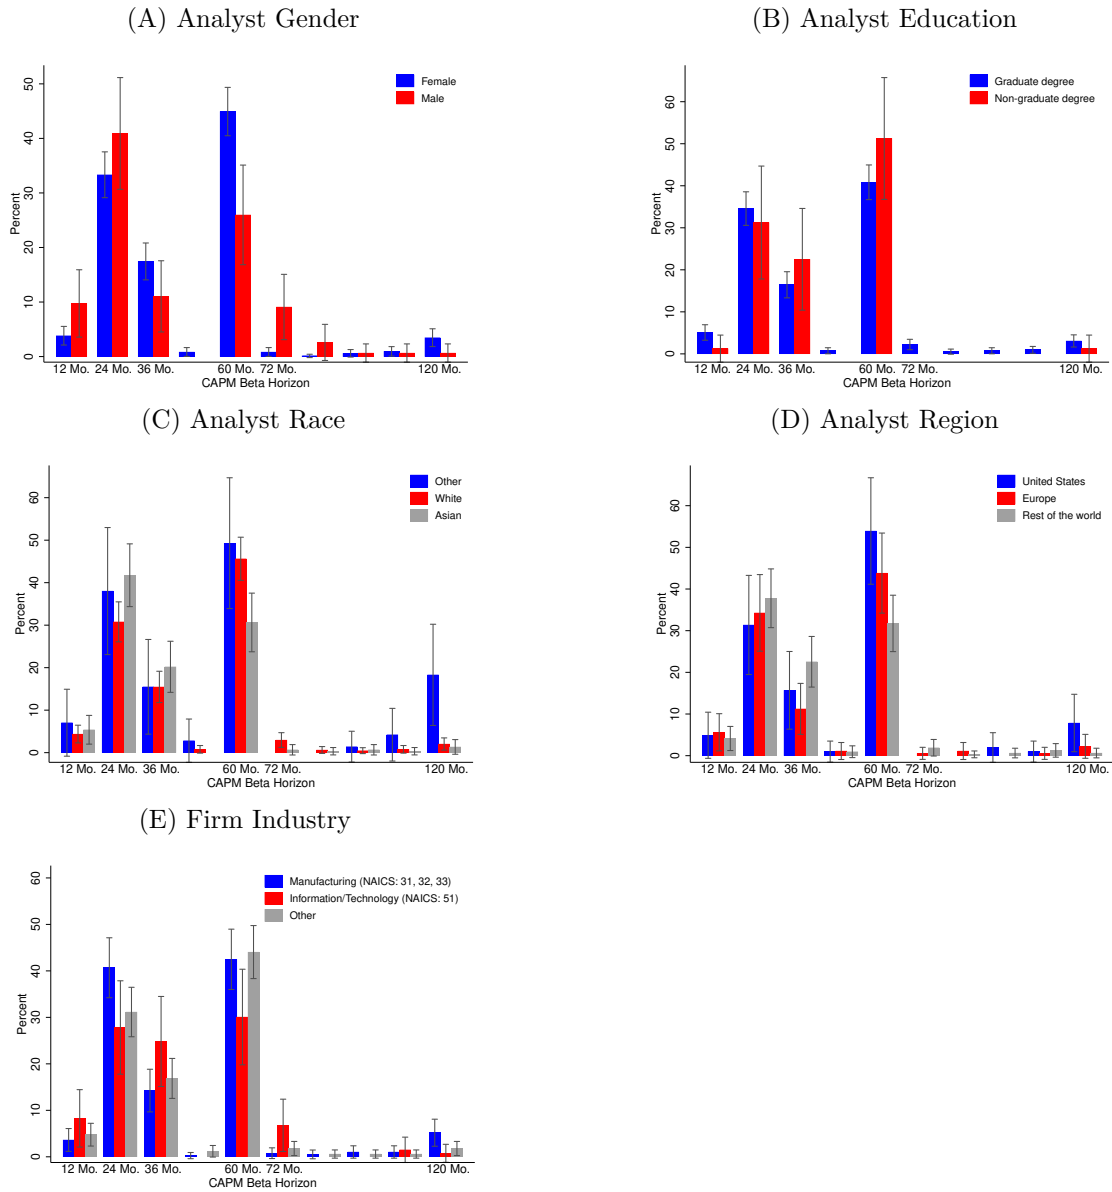 (A) Analyst Gender
Percent
0 10 20 30 40 50
Female
Male
12 Mo. 24 Mo. 36 Mo. 60 Mo. 72 Mo. 120 Mo.
CAPM Beta Horizon
(B) Analyst Education
Percent
0 10 20 30 40 50 60
Graduate degree
Non-graduate degree
12 Mo. 24 Mo. 36 Mo. 60 Mo. 72 Mo. 120 Mo.
CAPM Beta Horizon
(C) Analyst Race
Percent
0 10 20 30 40 50 60
Other
White
Asian
12 Mo. 24 Mo. 36 Mo. 60 Mo. 72 Mo. 120 Mo.
CAPM Beta Horizon
(D) Analyst Region
Percent
0 10 20 30 40 50 60
United States
Europe
Rest of the world
12 Mo. 24 Mo. 36 Mo. 60 Mo. 72 Mo. 120 Mo.
CAPM Beta Horizon
(E) Firm Industry
Percent
0 10 20 30 40 50 60
Manufacturing (NAICS: 31, 32, 33)
Information/Technology (NAICS: 51)
Other
12 Mo. 24 Mo. 36 Mo. 60 Mo. 72 Mo. 120 Mo.
CAPM Beta Horizon